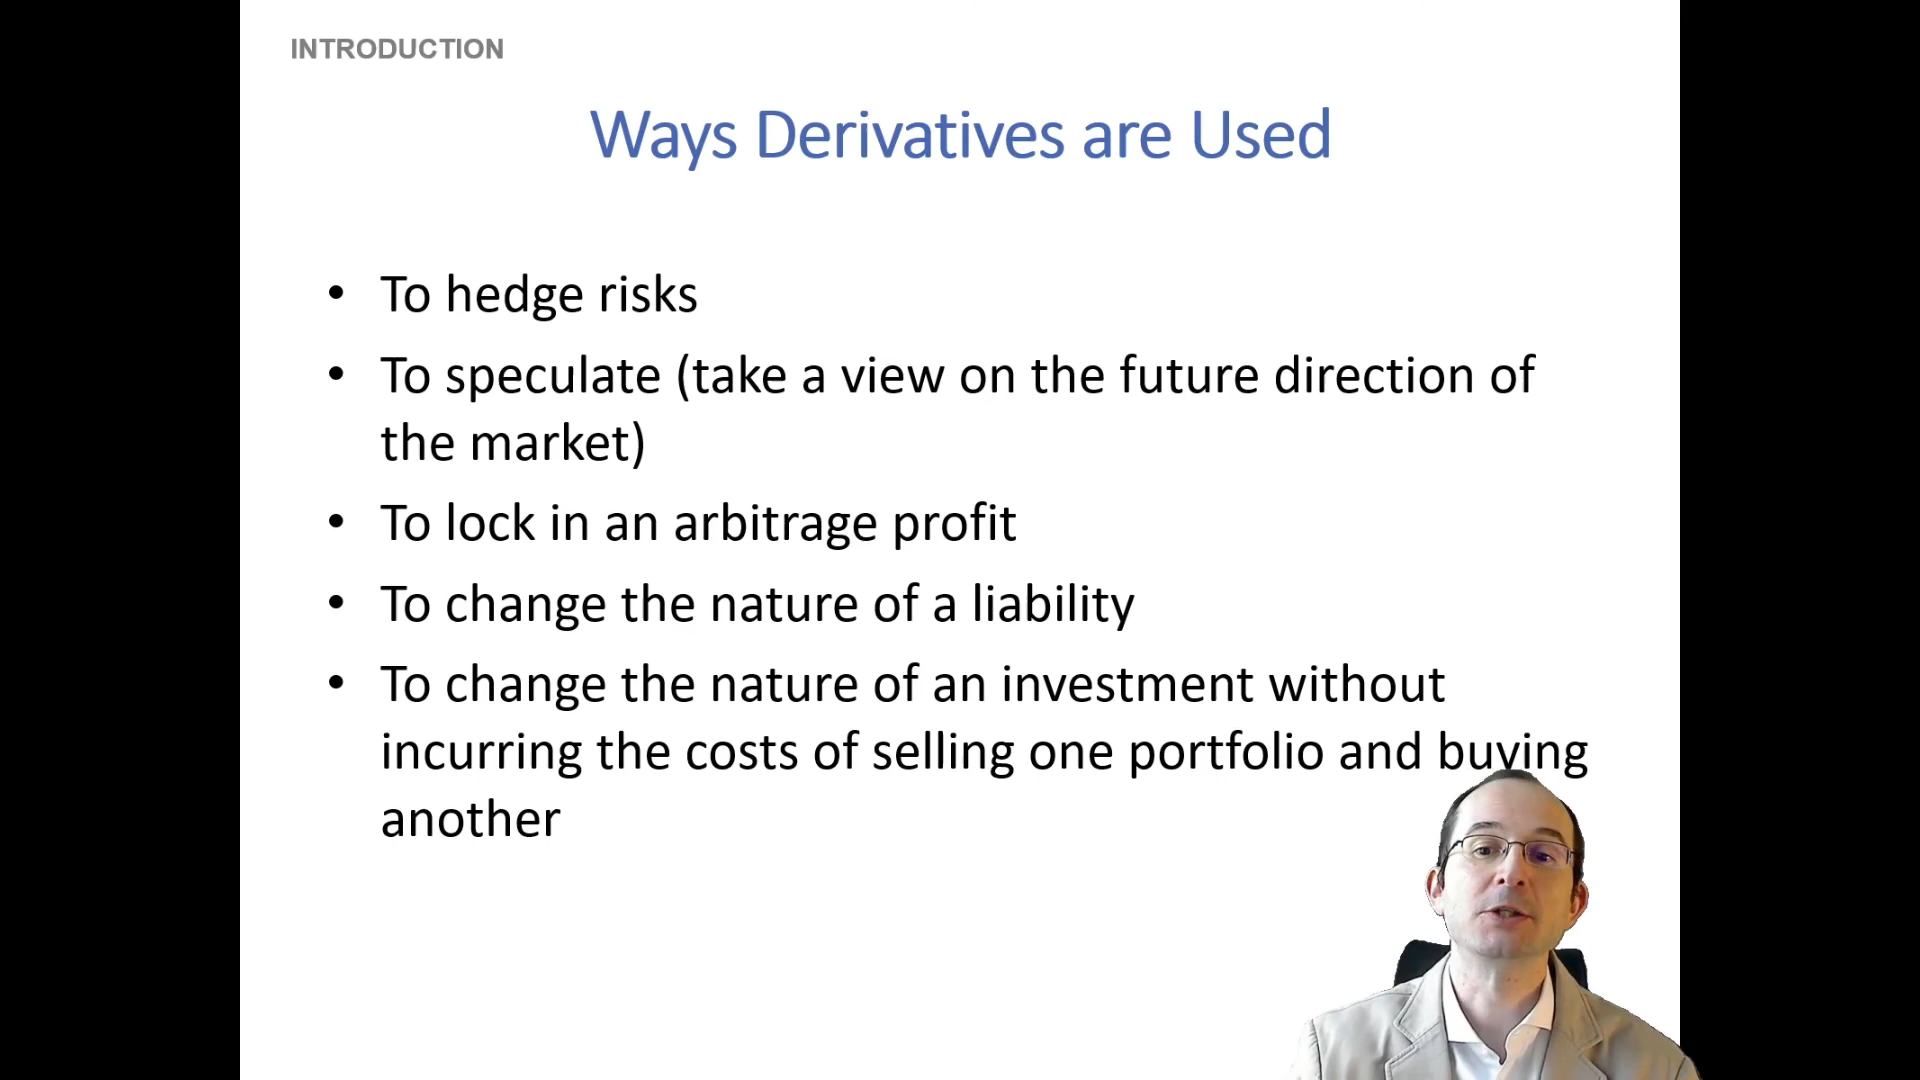 INTRODUCTION
Ways Derivatives are Used
• To hedge risks
• To speculate (take a view on the future direction of
the market)
• To lock in an arbitrage profit
• To change the nature of a liability
• To change the nature of an investment without
incurring the costs of selling one portfolio and buying
another